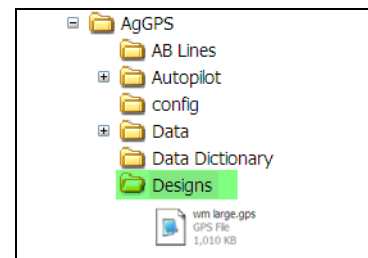 AgGPS
AB Lines
Autopilot
config
Data
Data Dictionary
Designs
wm large.gps
GPS File
1,010 KB